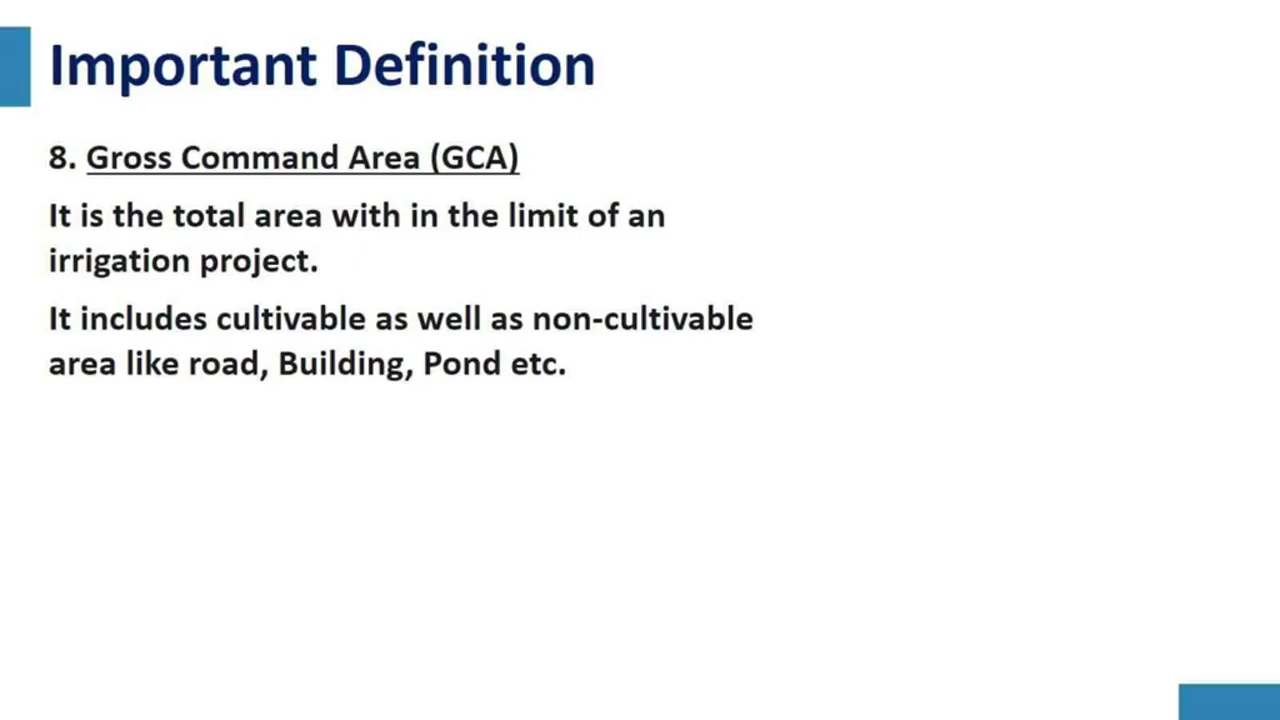 Important Definition
8. Gross Command Area (GCA)
It is the total area with in the limit of an
irrigation project.
It includes cultivable as well as non-cultivable
area like road, Building, Pond etc.